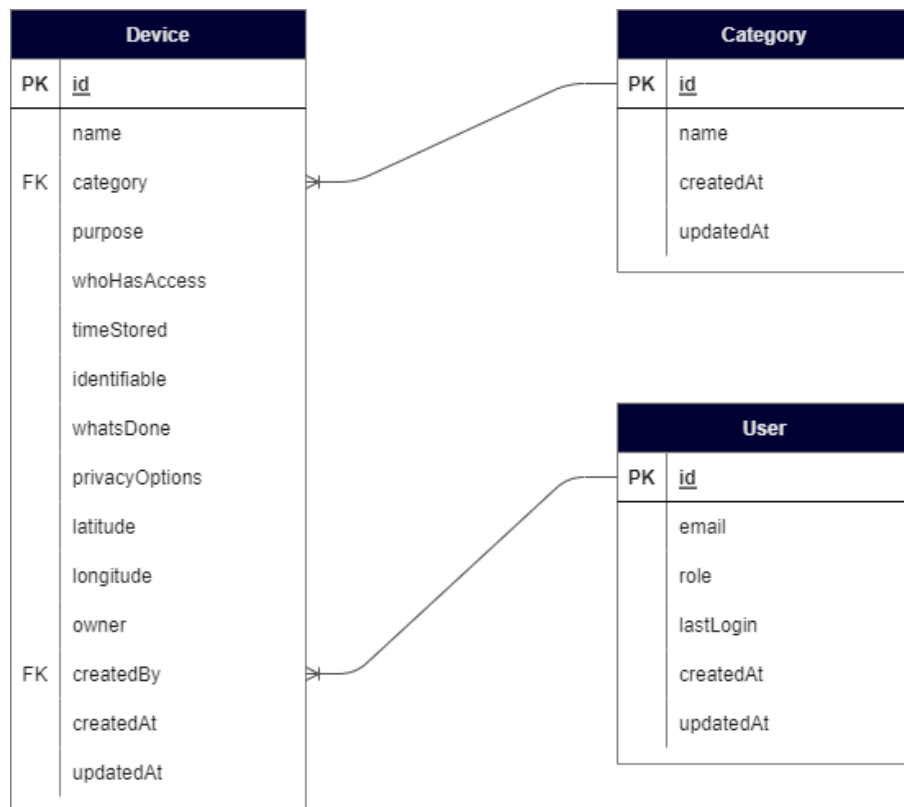 Device
PK id
name
FK category
purpose
whoHasAccess
timeStored
identifiable
whatsDone
privacyOptions
latitude
longitude
owner
FK createdBy
createdAt
updatedAt
Category
PK id
name
createdAt
updatedAt
User
PK id
email
role
lastLogin
createdAt
updatedAt